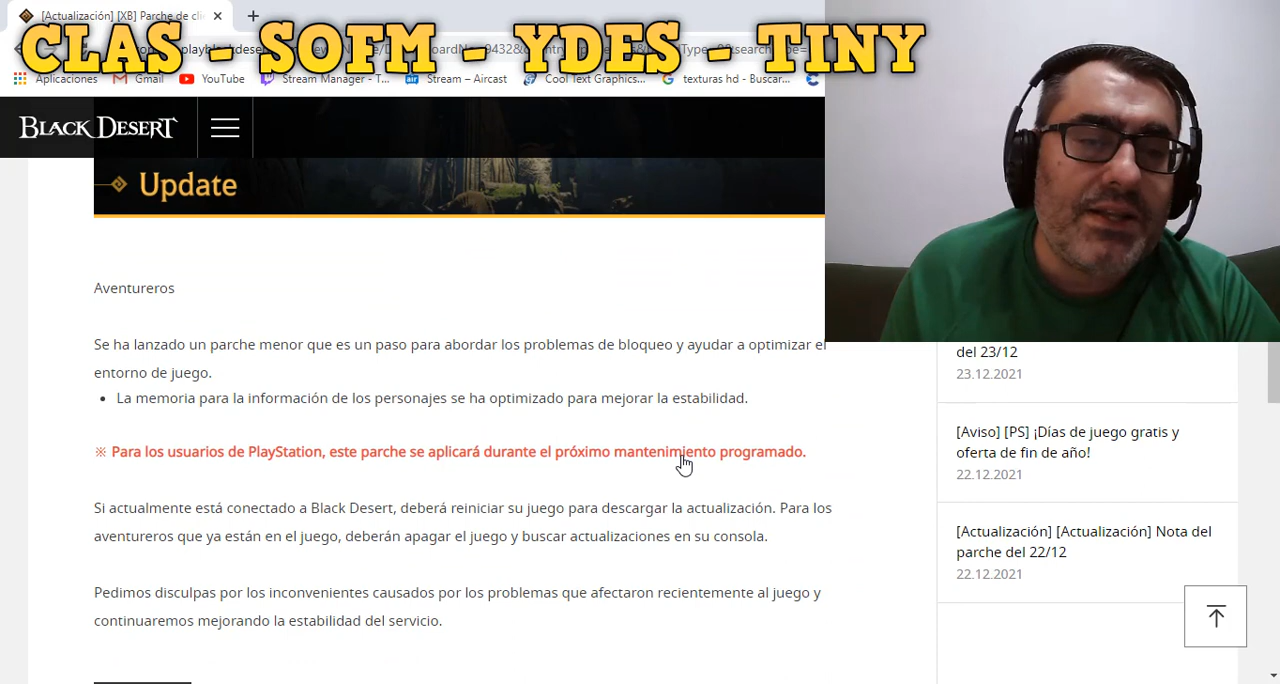 [Actualización] [XB] Parche de cli
CLAS - SOFM - YDES - TINY
Aplicaciones Gmail YouTube Stream Manager - T... Stream – Aircast Cool Text Graphics... texturas hd - Buscar...
BLACK DESERT
Update
Aventureros
Se ha lanzado un parche menor que es un paso para abordar los problemas de bloqueo y ayudar a optimizar el
entorno de juego.
• La memoria para la información de los personajes se ha optimizado para mejorar la estabilidad.
※ Para los usuarios de PlayStation, este parche se aplicará durante el próximo mantenimiento programado.
Si actualmente está conectado a Black Desert, deberá reiniciar su juego para descargar la actualización. Para los
aventureros que ya están en el juego, deberán apagar el juego y buscar actualizaciones en su consola.
Pedimos disculpas por los inconvenientes causados por los problemas que afectaron recientemente al juego y
continuaremos mejorando la estabilidad del servicio.
del 23/12
23.12.2021
[Aviso] [PS] ¡Días de juego gratis y
oferta de fin de año!
22.12.2021
[Actualización] [Actualización] Nota del
parche del 22/12
22.12.2021